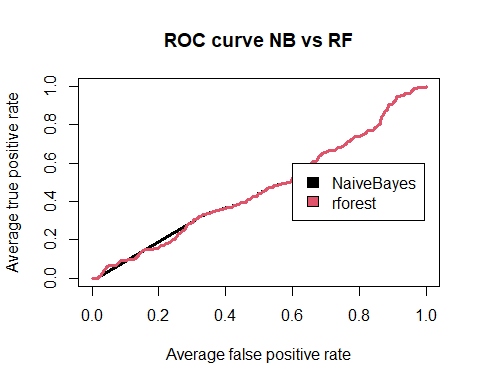 ROC curve NB vs RF
Average true positive rate
1.0
0.8
0.6
0.4
0.2
0.0
NaiveBayes
rforest
0.0 0.2 0.4 0.6 0.8 1.0
Average false positive rate